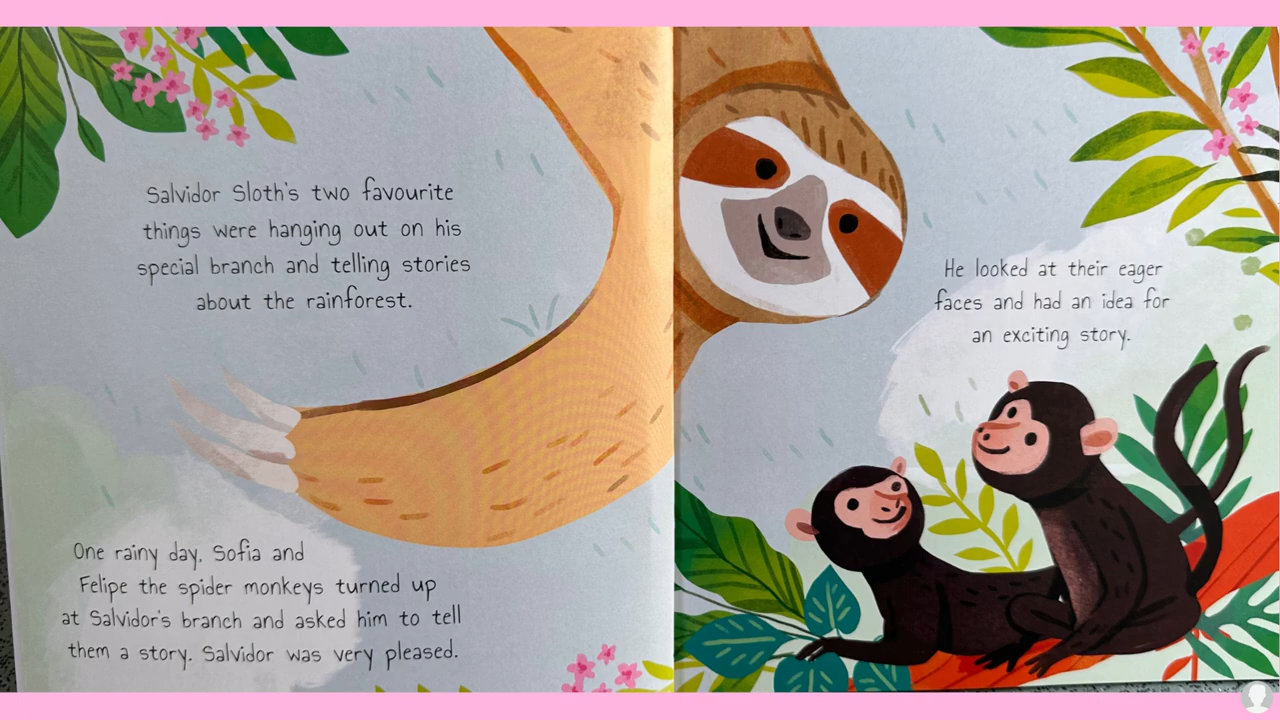 Salvidor Sloth's two favourite
things were hanging out on his
special branch and telling stories
about the rainforest.
One rainy day, Sofia and
Felipe the spider monkeys turned up
at Salvidor's branch and asked him to tell
them a story. Salvidor was very pleased.
He looked at their eager
faces and had an idea for
an exciting story.